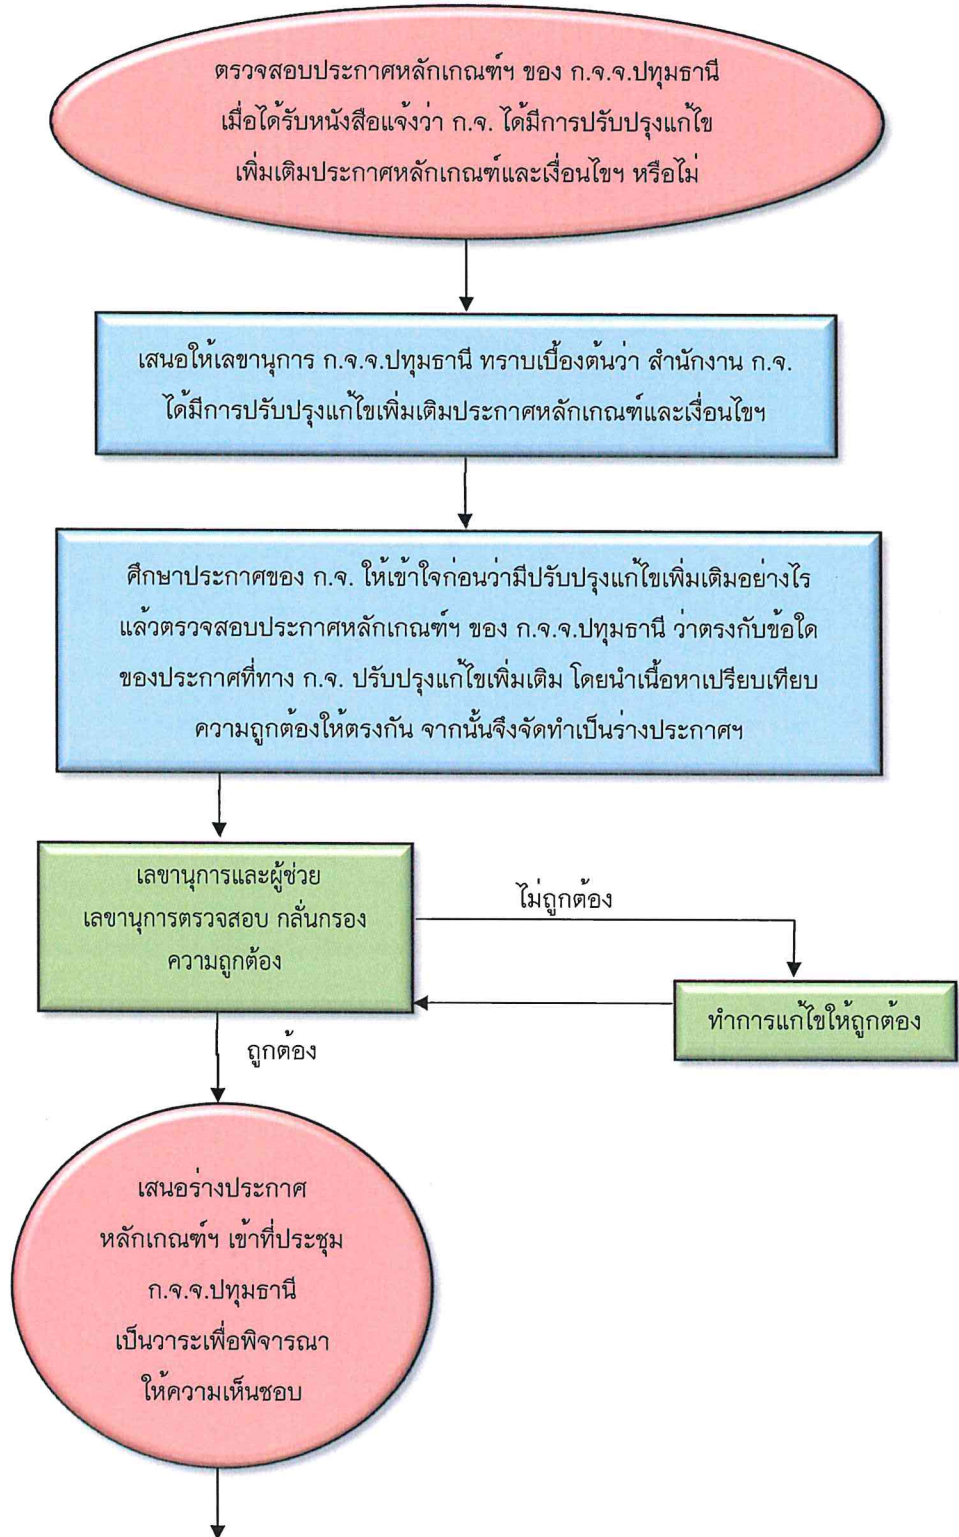 ตรวจสอบประกาศหลักเกณฑ์ฯ ของ ก.จ.จ.ปทุมธานี
เมื่อได้รับหนังสือแจ้งว่า ก.จ. ได้มีการปรับปรุงแก้ไข
เพิ่มเติมประกาศหลักเกณฑ์และเงื่อนไขฯ หรือไม่
เสนอให้เลขานุการ ก.จ.จ.ปทุมธานี ทราบเบื้องต้นว่า สำนักงาน ก.จ.
ได้มีการปรับปรุงแก้ไขเพิ่มเติมประกาศหลักเกณฑ์และเงื่อนไขฯ
ศึกษาประกาศของ ก.จ. ให้เข้าใจก่อนว่ามีปรับปรุงแก้ไขเพิ่มเติมอย่างไร
แล้วตรวจสอบประกาศหลักเกณฑ์ฯ ของ ก.จ.จ.ปทุมธานี ว่าตรงกับข้อใด
ของประกาศที่ทาง ก.จ. ปรับปรุงแก้ไขเพิ่มเติม โดยนำเนื้อหาเปรียบเทียบ
ความถูกต้องให้ตรงกัน จากนั้นจึงจัดทำเป็นร่างประกาศฯ
เลขานุการและผู้ช่วย
เลขานุการตรวจสอบ กลั่นกรอง
ความถูกต้อง
ไม่ถูกต้อง
ทำการแก้ไขให้ถูกต้อง
ถูกต้อง
เสนอร่างประกาศ
หลักเกณฑ์ฯ เข้าที่ประชุม
ก.จ.จ.ปทุมธานี
เป็นวาระเพื่อพิจารณา
ให้ความเห็นชอบ